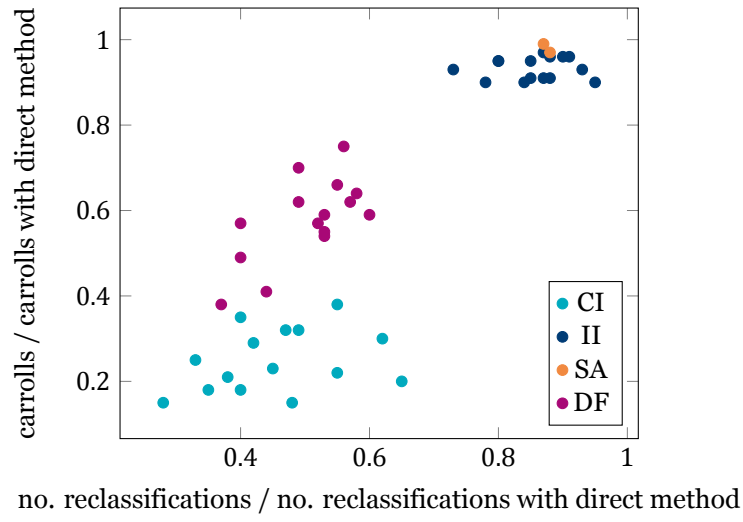 carrolls / carrolls with direct method
1
0.8
0.6
0.4
0.2
CI
II
SA
DF
0.4 0.6 0.8 1
no. reclassifications / no. reclassifications with direct method